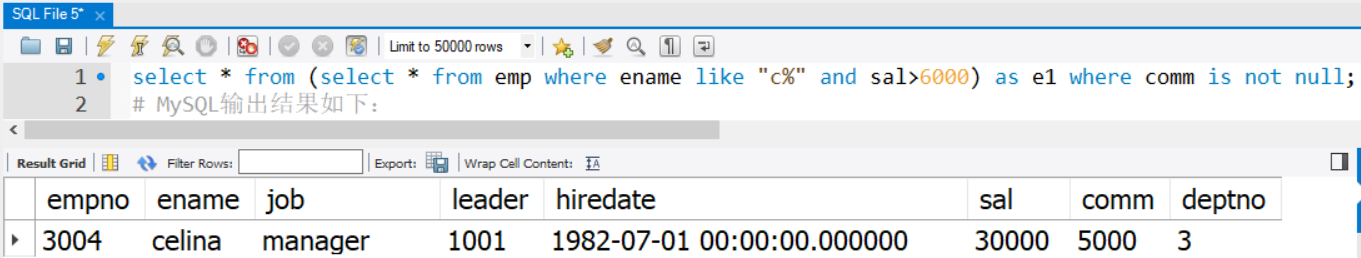 SQL File 5*
Limit to 50000 rows
1 select * from (select * from emp where ename like "c%" and sal>6000) as e1 where comm is not null;
2 # MySQL输出结果如下：
Result Grid Filter Rows: Export: Wrap Cell Content: IA
empno ename job leader hiredate sal comm deptno
3004 celina manager 1001 1982-07-01 00:00:00.000000 30000 5000 3